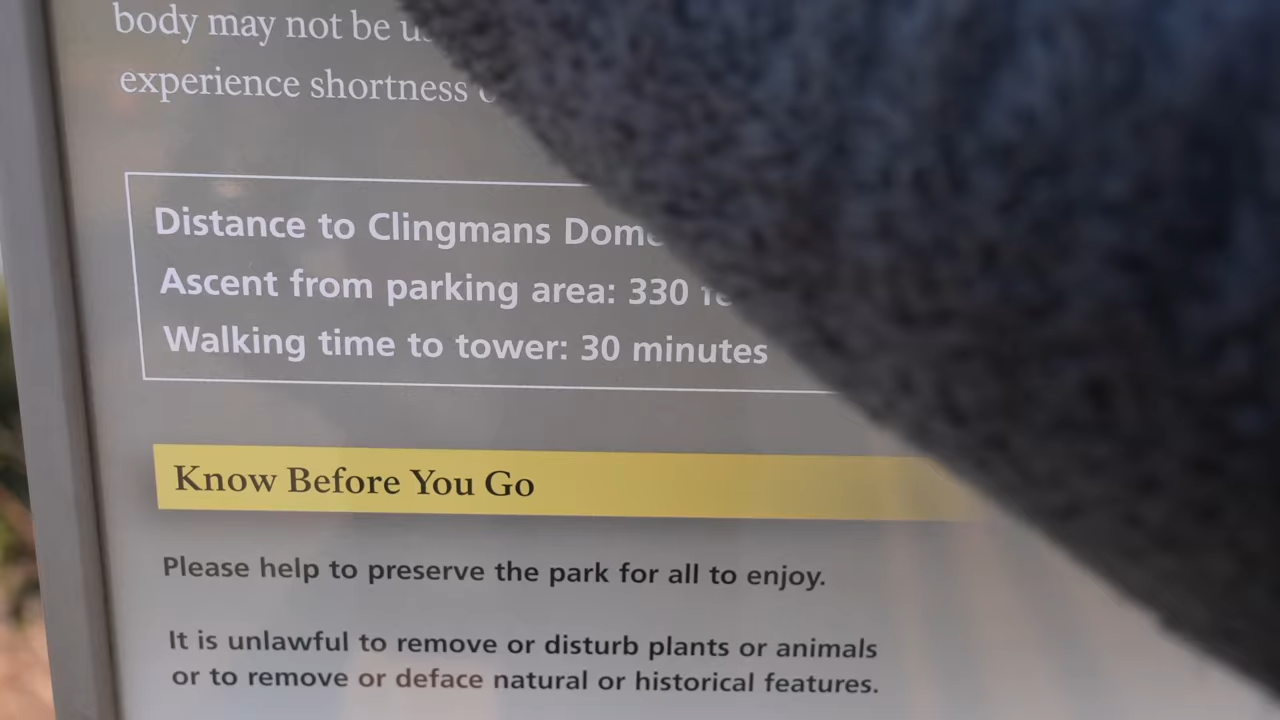 body may not be
experience shortness
Distance to Clingmans Dome
Ascent from parking area: 330
Walking time to tower: 30 minutes
Know Before You Go
Please help to preserve the park for all to enjoy.
It is unlawful to remove or disturb plants or animals
or to remove or deface natural or historical features.